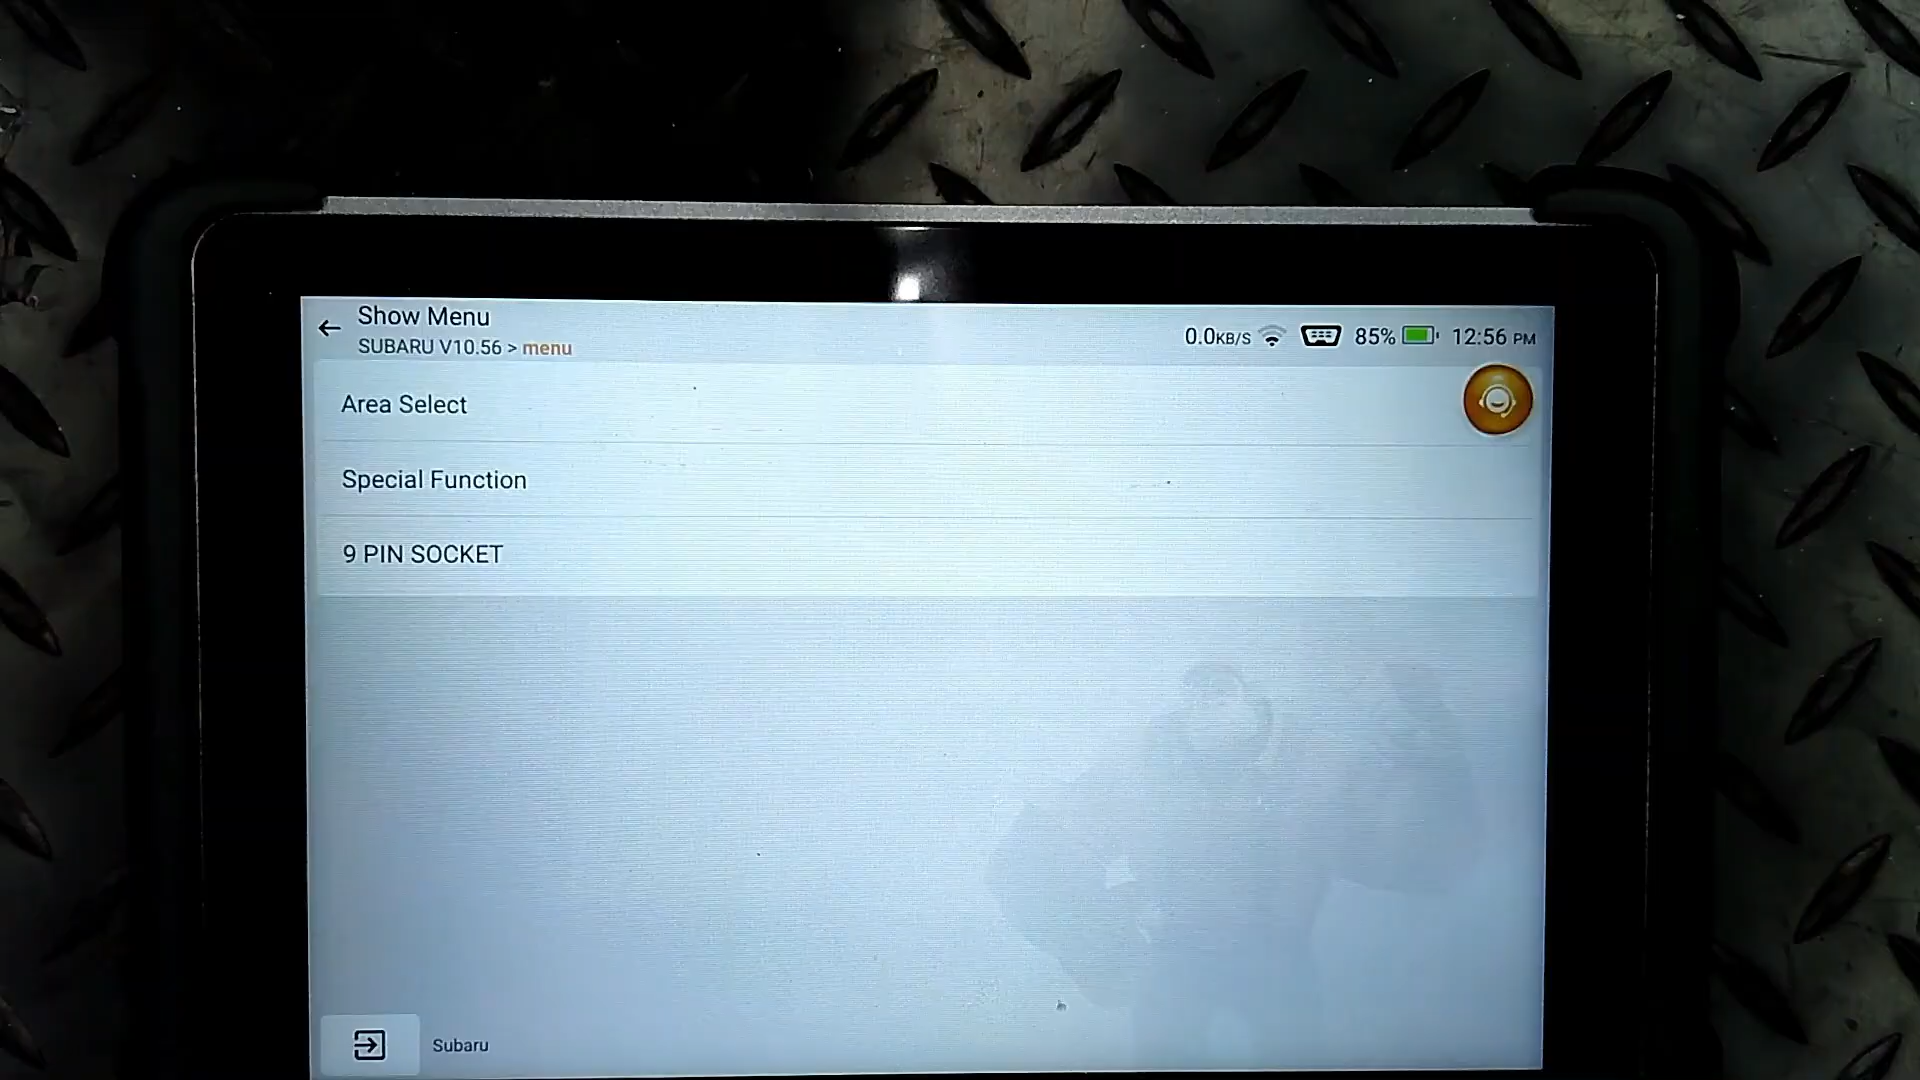 Show Menu
SUBARU V10.56 > menu
0.0KB/S 85% 12:56 PM
Area Select
Special Function
9 PIN SOCKET
Subaru